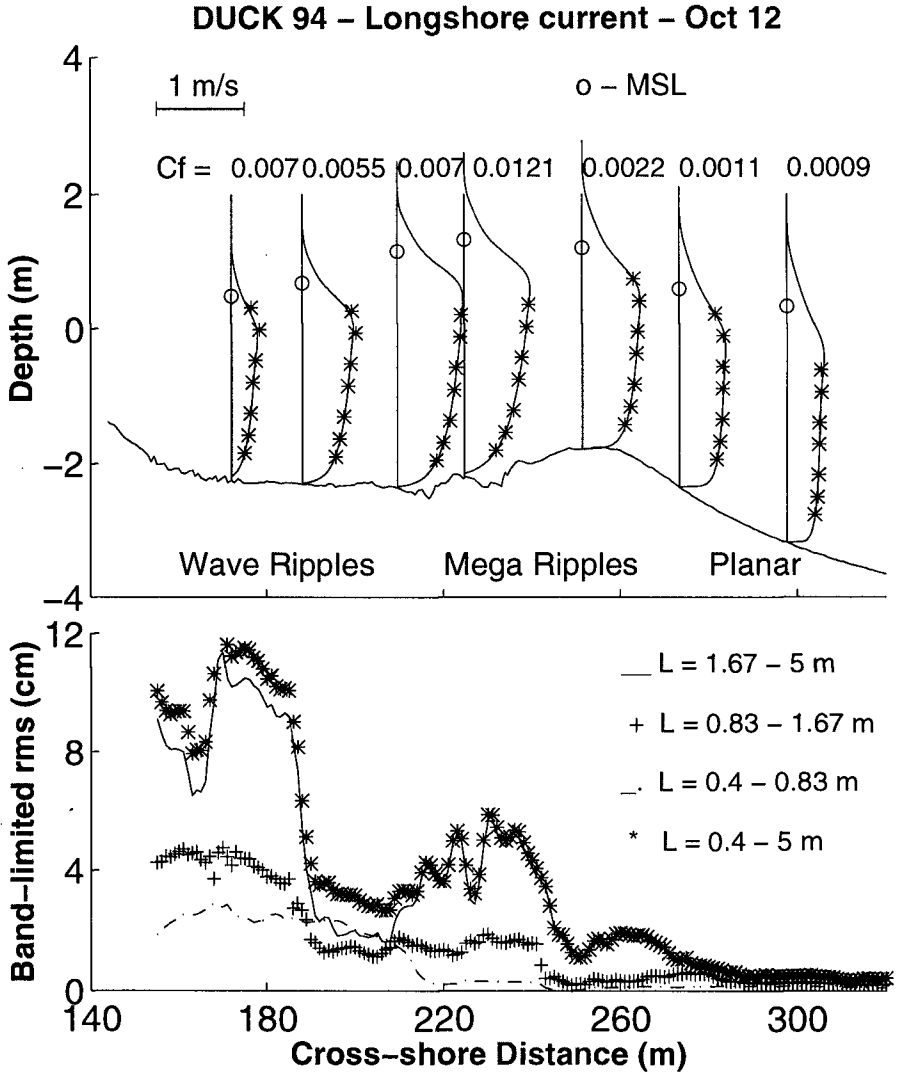 DUCK 94 – Longshore current – Oct 12
4
1 m/s
o – MSL
Cf = 0.007 0.0055 0.007 0.0121 0.0022 0.0011 0.0009
2
Depth (m)
0
−2
Wave Ripples Mega Ripples Planar
−4
12
L = 1.67 – 5 m
+ L = 0.83 – 1.67 m
8
Band–limited rms (cm)
_. L = 0.4 – 0.83 m
* L = 0.4 – 5 m
4
0
140 180 220 260 300
Cross–shore Distance (m)